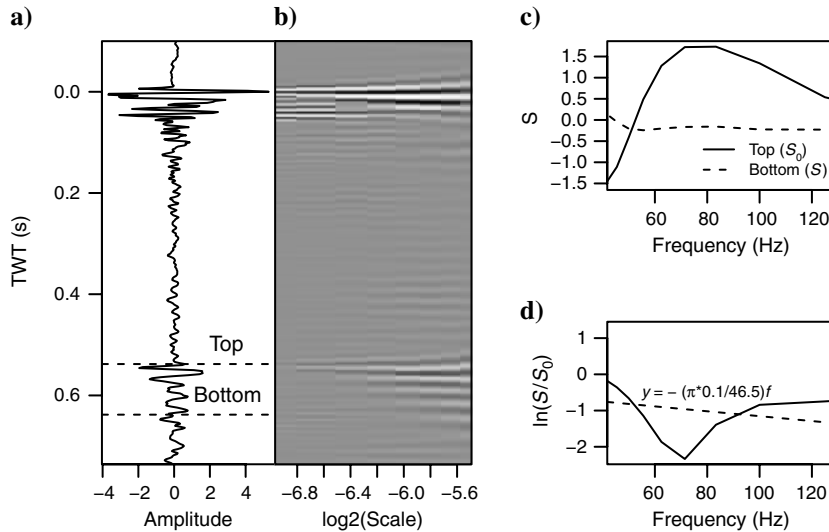 a)
b)
c)
d)
0.0
0.2
0.4
0.6
TWT (s)
Top
Bottom
−4 −2 0 2 4
Amplitude
−6.8 −6.4 −6.0 −5.6
log2(Scale)
1.5
1.0
0.5
0.0
−0.5
−1.0
−1.5
S
Top (S₀)
Bottom (S)
60 80 100 120
Frequency (Hz)
1
0
−1
−2
ln(S/S₀)
y = − (π*0.1/46.5)f
60 80 100 120
Frequency (Hz)